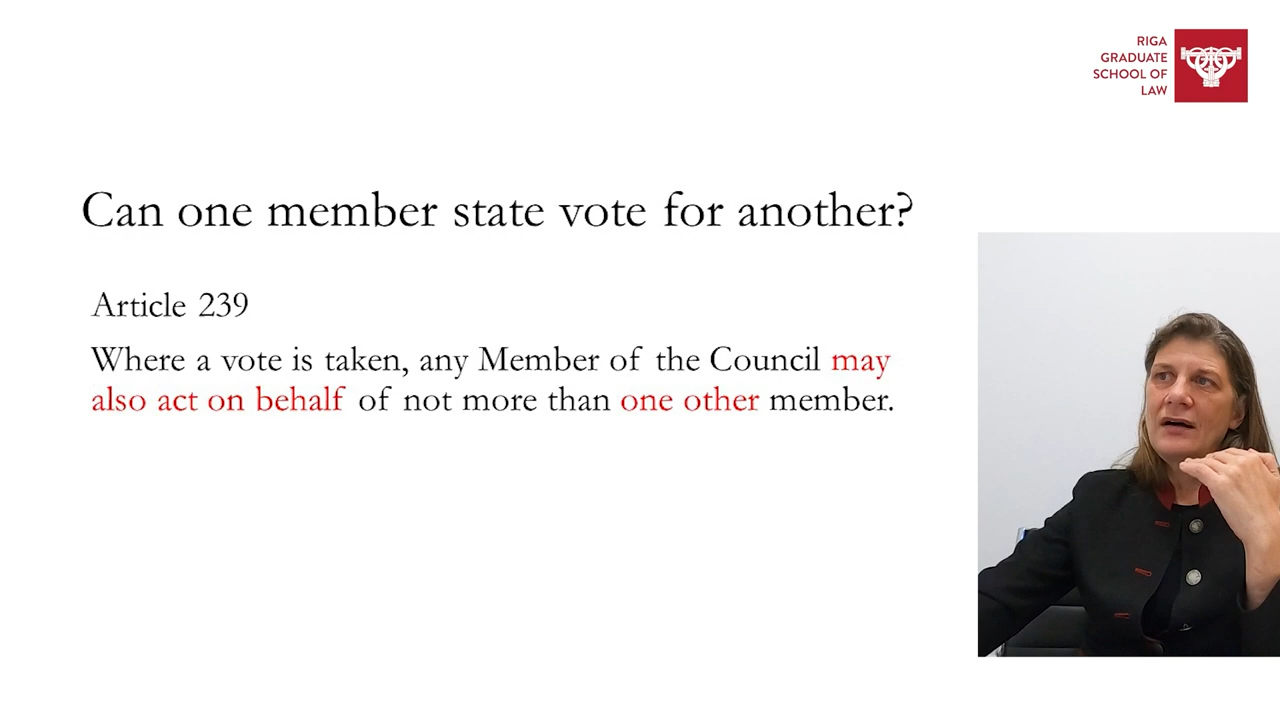 RIGA
GRADUATE
SCHOOL OF
LAW
Can one member state vote for another?
Article 239
Where a vote is taken, any Member of the Council may
also act on behalf of not more than one other member.